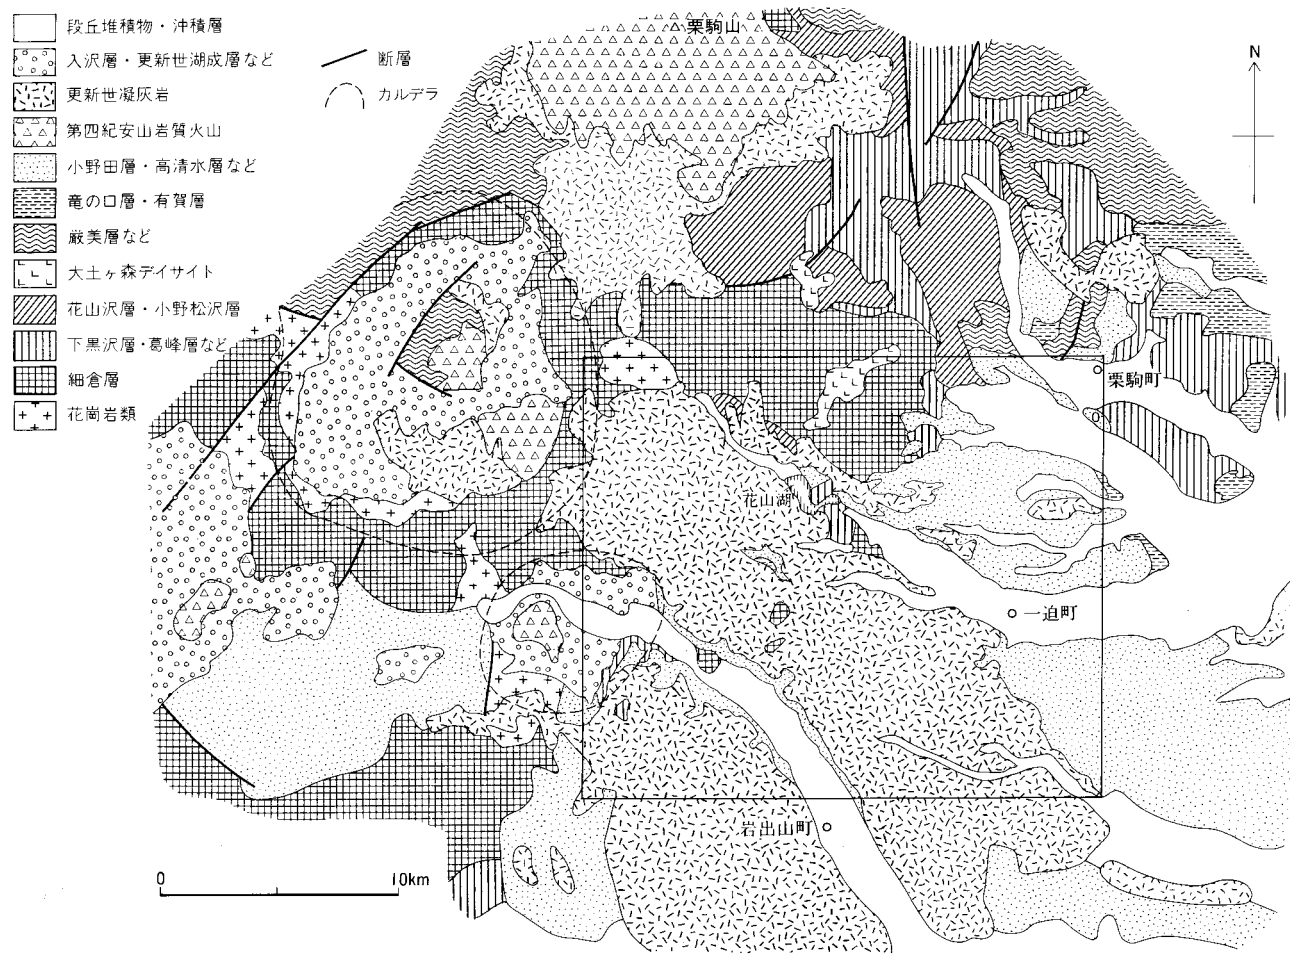 段丘堆積物・沖積層
入沢層・更新世湖成層など
更新世凝灰岩
第四紀安山岩質火山
小野田層・高清水層など
竜の口層・有賀層
厳美層など
大土ヶ森デイサイト
花山沢層・小野松沢層
下黒沢層・葛峰層など
細倉層
花崗岩類
断層
カルデラ
栗駒山
N
栗駒町
花山湖
一迫町
岩出山町
0 10km